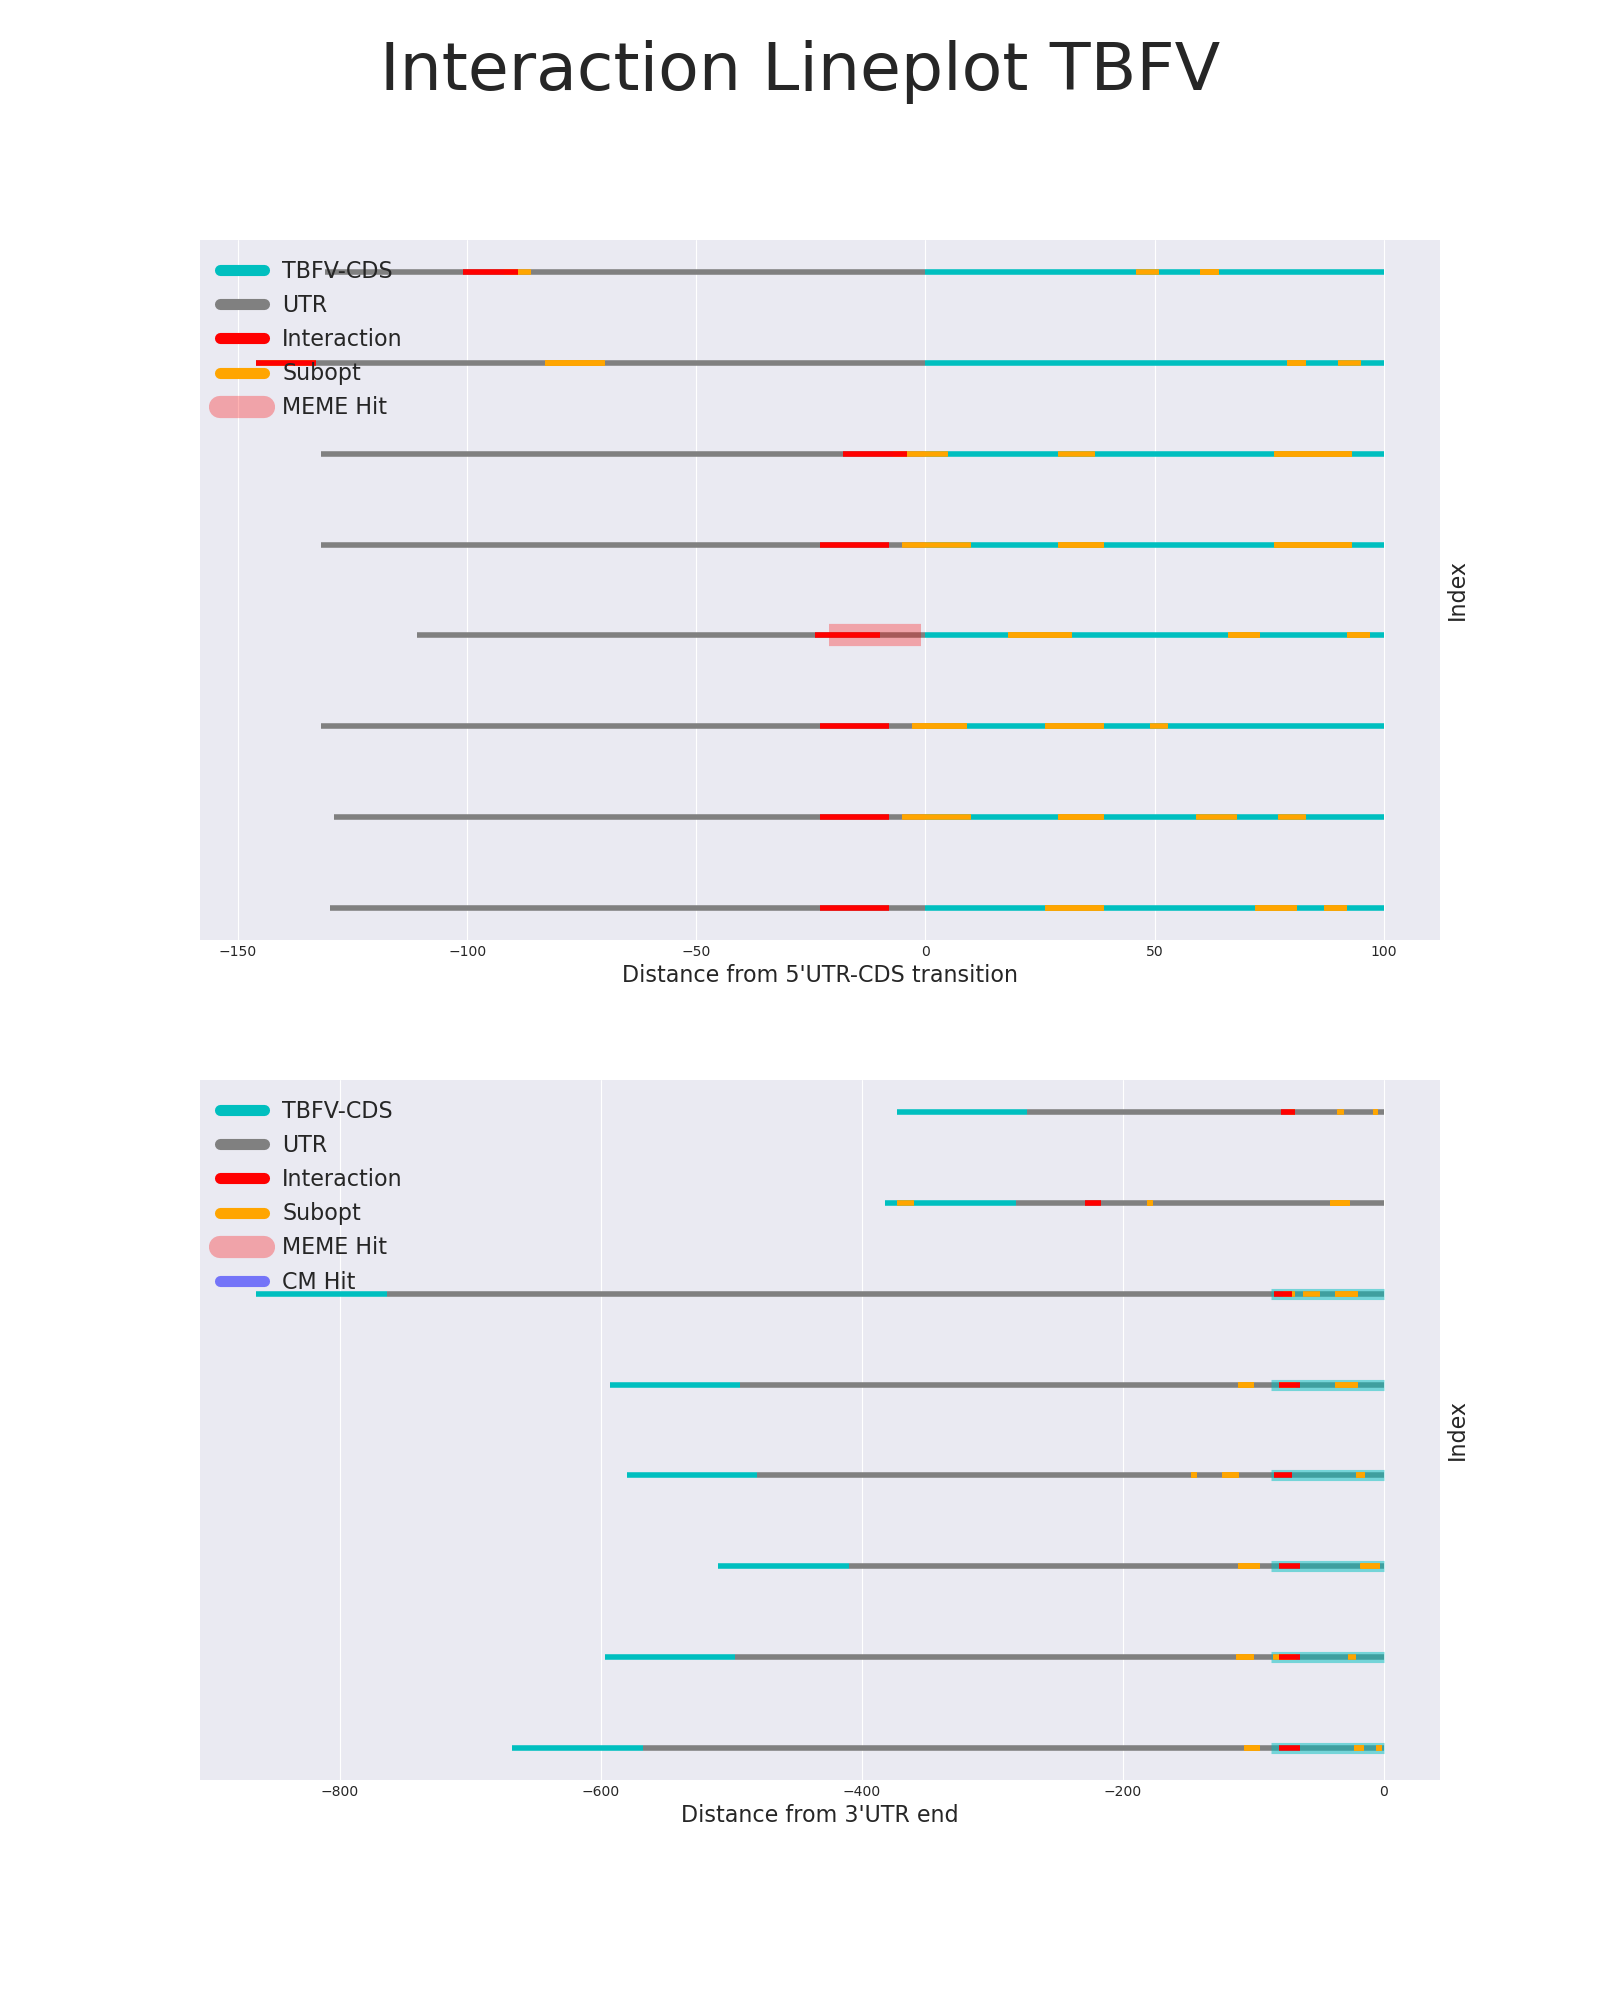 Interaction Lineplot TBFV
TBFV-CDS
UTR
Interaction
Subopt
MEME Hit
Index
−150 −100 −50 0 50 100
Distance from 5'UTR-CDS transition
TBFV-CDS
UTR
Interaction
Subopt
MEME Hit
CM Hit
Index
−800 −600 −400 −200 0
Distance from 3'UTR end